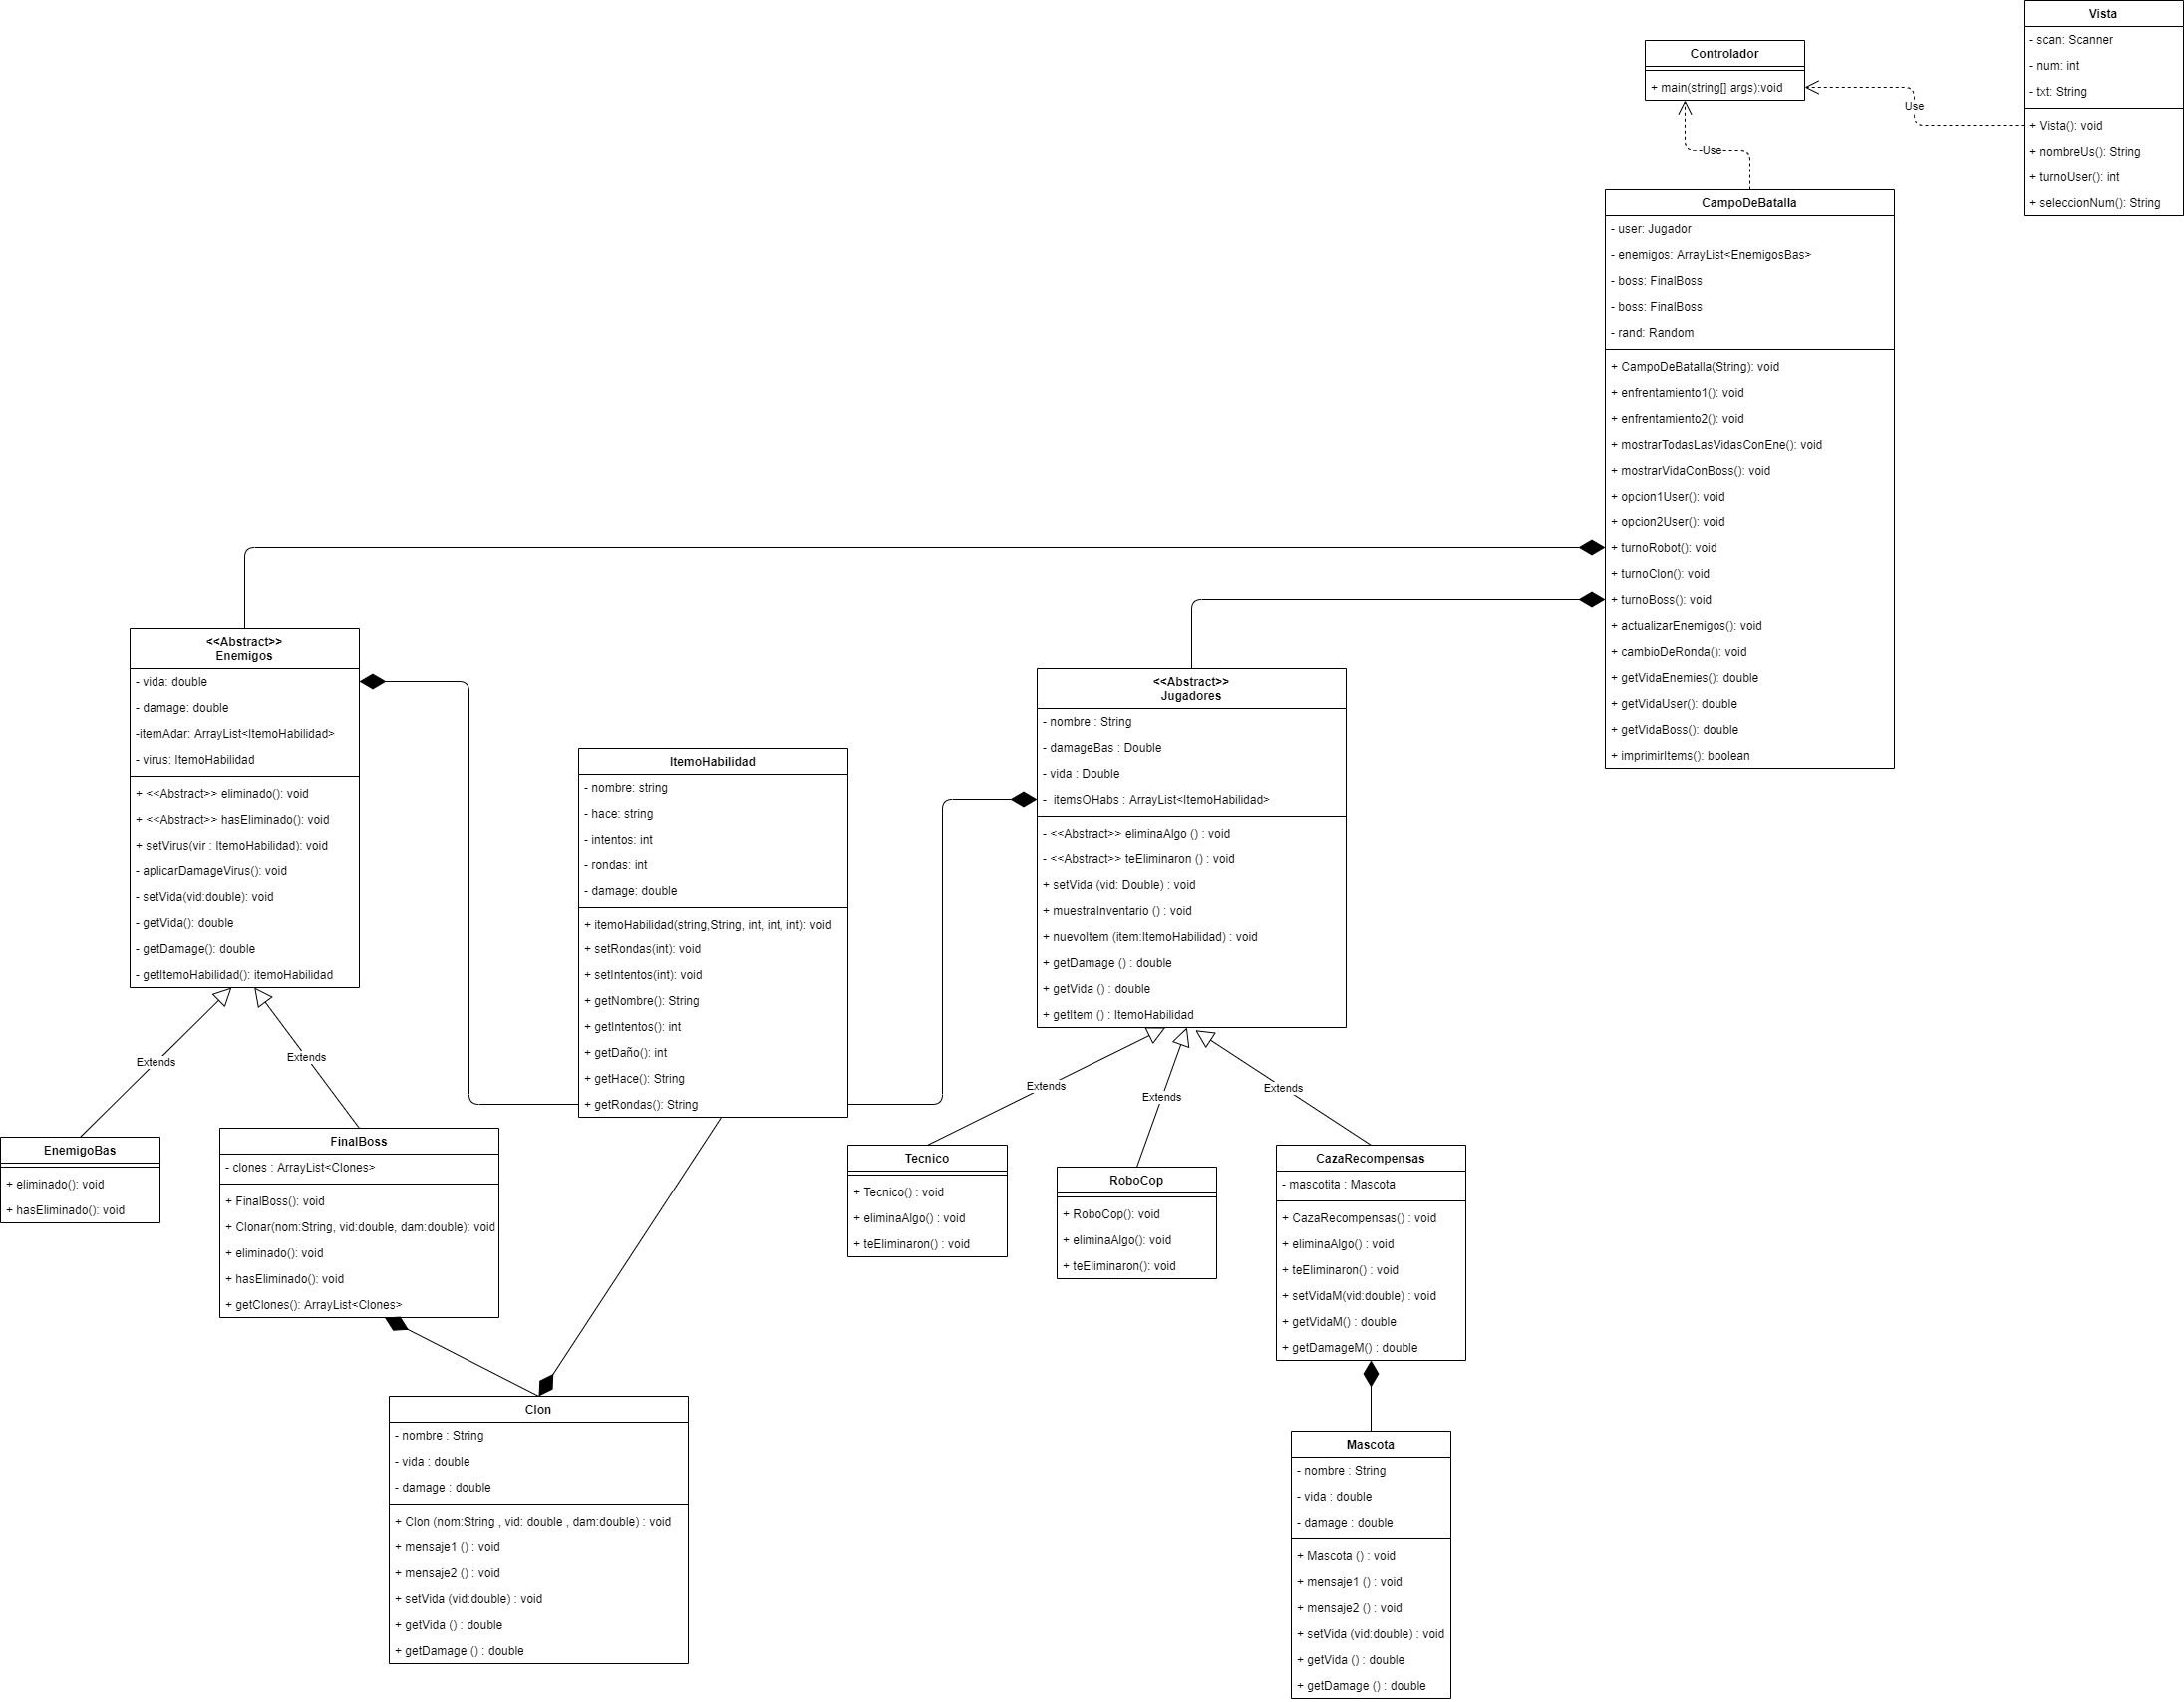 Vista
- scan: Scanner
- num: int
- txt: String
+ Vista(): void
+ nombreUs(): String
+ turnoUser(): int
+ seleccionNum(): String
Controlador
+ main(string[] args):void
Use
Use
CampoDeBatalla
- user: Jugador
- enemigos: ArrayList<EnemigosBas>
- boss: FinalBoss
- boss: FinalBoss
- rand: Random
+ CampoDeBatalla(String): void
+ enfrentamiento1(): void
+ enfrentamiento2(): void
+ mostrarTodasLasVidasConEne(): void
+ mostrarVidaConBoss(): void
+ opcion1User(): void
+ opcion2User(): void
+ turnoRobot(): void
+ turnoClon(): void
+ turnoBoss(): void
+ actualizarEnemigos(): void
+ cambioDeRonda(): void
+ getVidaEnemies(): double
+ getVidaUser(): double
+ getVidaBoss(): double
+ imprimirItems(): boolean
<<Abstract>>
Enemigos
- vida: double
- damage: double
-itemAdar: ArrayList<ItemoHabilidad>
- virus: ItemoHabilidad
+ <<Abstract>> eliminado(): void
+ <<Abstract>> hasEliminado(): void
+ setVirus(vir : ItemoHabilidad): void
- aplicarDamageVirus(): void
- setVida(vid:double): void
- getVida(): double
- getDamage(): double
- getItemoHabilidad(): itemoHabilidad
ItemoHabilidad
- nombre: string
- hace: string
- intentos: int
- rondas: int
- damage: double
+ itemoHabilidad(string,String, int, int, int): void
+ setRondas(int): void
+ setIntentos(int): void
+ getNombre(): String
+ getIntentos(): int
+ getDaño(): int
+ getHace(): String
+ getRondas(): String
<<Abstract>>
Jugadores
- nombre : String
- damageBas : Double
- vida : Double
- itemsOHabs : ArrayList<ItemoHabilidad>
- <<Abstract>> eliminaAlgo () : void
- <<Abstract>> teEliminaron () : void
+ setVida (vid: Double) : void
+ muestraInventario () : void
+ nuevoItem (item:ItemoHabilidad) : void
+ getDamage () : double
+ getVida () : double
+ getItem () : ItemoHabilidad
Extends
Extends
Extends
Extends
Extends
EnemigoBas
+ eliminado(): void
+ hasEliminado(): void
FinalBoss
- clones : ArrayList<Clones>
+ FinalBoss(): void
+ Clonar(nom:String, vid:double, dam:double): void
+ eliminado(): void
+ hasEliminado(): void
+ getClones(): ArrayList<Clones>
Tecnico
+ Tecnico() : void
+ eliminaAlgo() : void
+ teEliminaron() : void
RoboCop
+ RoboCop(): void
+ eliminaAlgo(): void
+ teEliminaron(): void
CazaRecompensas
- mascotita : Mascota
+ CazaRecompensas() : void
+ eliminaAlgo() : void
+ teEliminaron() : void
+ setVidaM(vid:double) : void
+ getVidaM() : double
+ getDamageM() : double
Clon
- nombre : String
- vida : double
- damage : double
+ Clon (nom:String , vid: double , dam:double) : void
+ mensaje1 () : void
+ mensaje2 () : void
+ setVida (vid:double) : void
+ getVida () : double
+ getDamage () : double
Mascota
- nombre : String
- vida : double
- damage : double
+ Mascota () : void
+ mensaje1 () : void
+ mensaje2 () : void
+ setVida (vid:double) : void
+ getVida () : double
+ getDamage () : double